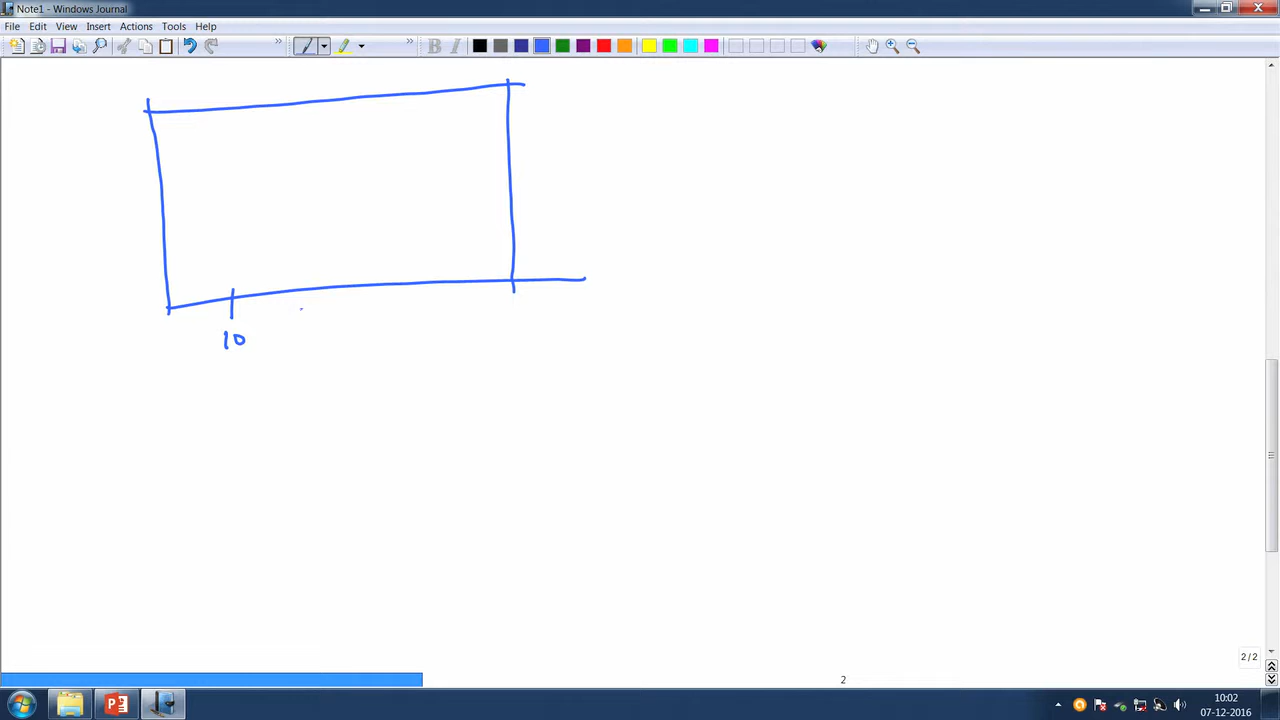 Note1 - Windows Journal
File Edit View Insert Actions Tools Help
B I
10
2/2
2
10:02
07-12-2016